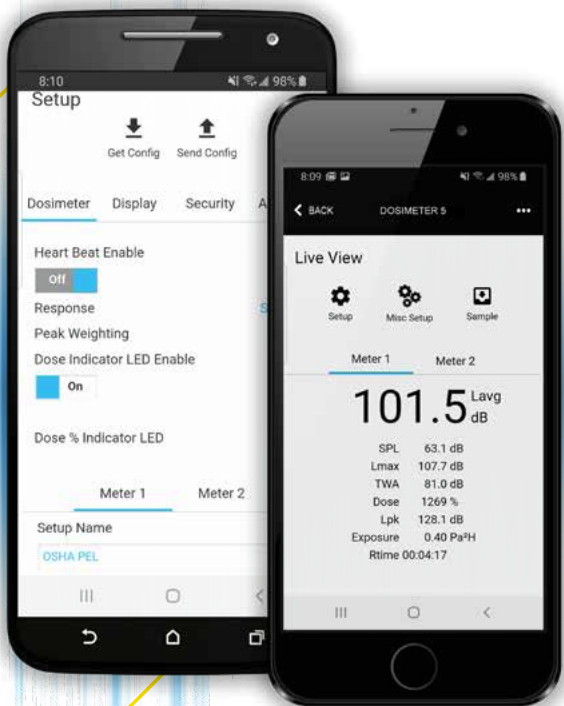 8:10
98%
Setup
Get Config Send Config
Dosimeter Display Security A
Heart Beat Enable
Off
Response S
Peak Weighting
Dose Indicator LED Enable
On
Dose % Indicator LED
Meter 1 Meter 2
Setup Name
OSHA PEL
8:09 98%
BACK DOSIMETER 5
Live View
Setup Misc Setup Sample
Meter 1 Meter 2
101.5 Lavg dB
SPL 63.1 dB
Lmax 107.7 dB
TWA 81.0 dB
Dose 1269 %
Lpk 128.1 dB
Exposure 0.40 Pa²H
Rtime 00:04:17